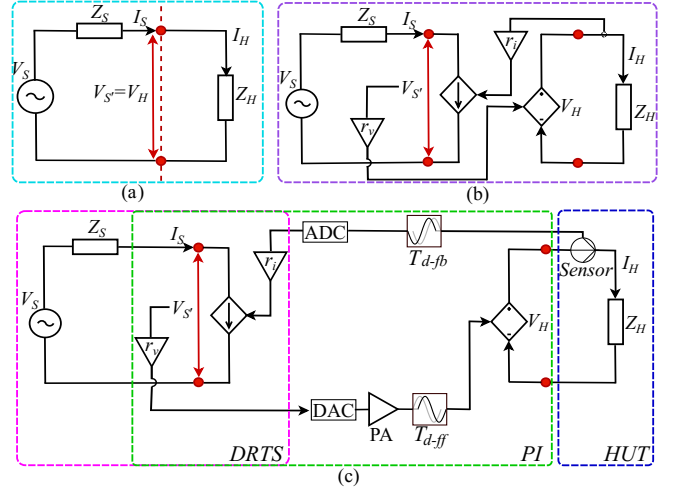 Z_S I_S I_H
V_S V_S'=V_H Z_H
(a)
Z_S I_S r_i I_H
V_S V_S' r_v V_H Z_H
(b)
Z_S I_S r_i ADC T_d-fb Sensor I_H
V_S V_S' r_v V_H Z_H
DAC PA T_d-ff
DRTS PI HUT
(c)